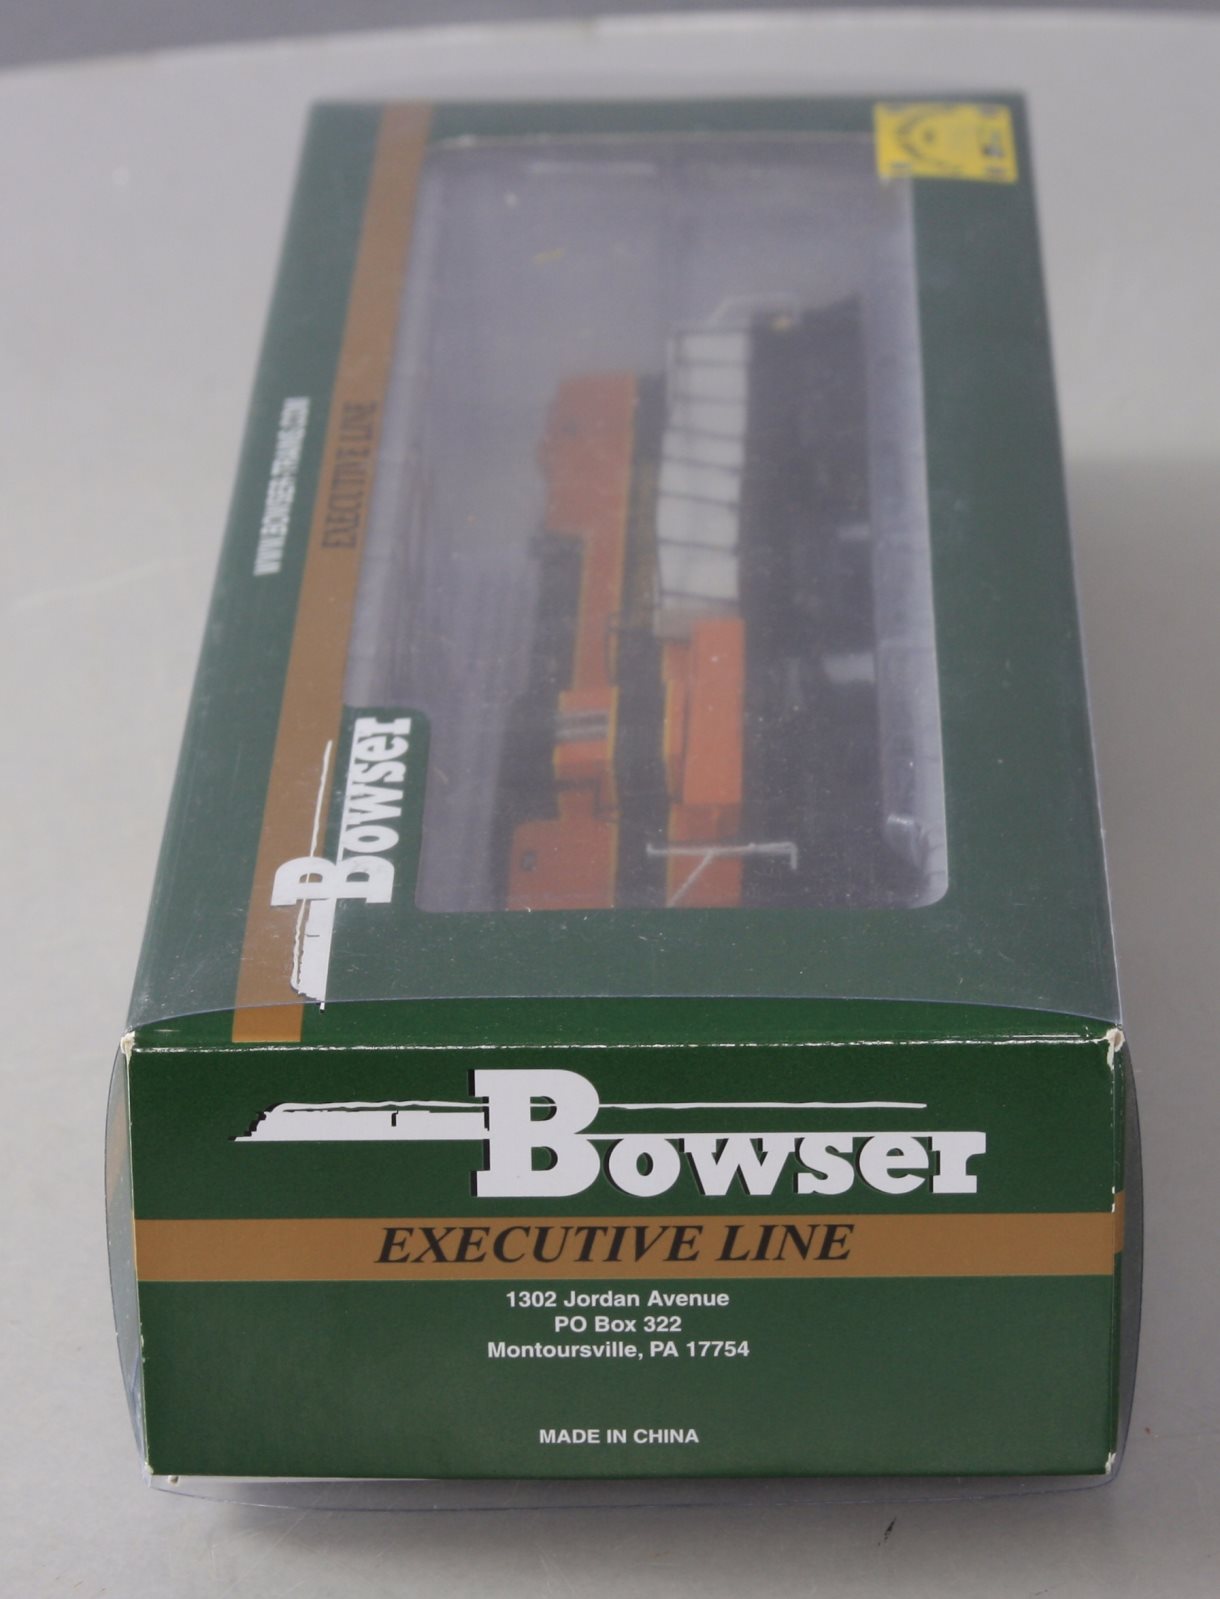 WWW.BOWSER-TRAINS.COM
EXECUTIVE LINE
Bowser
Bowser
EXECUTIVE LINE
1302 Jordan Avenue
PO Box 322
Montoursville, PA 17754
MADE IN CHINA